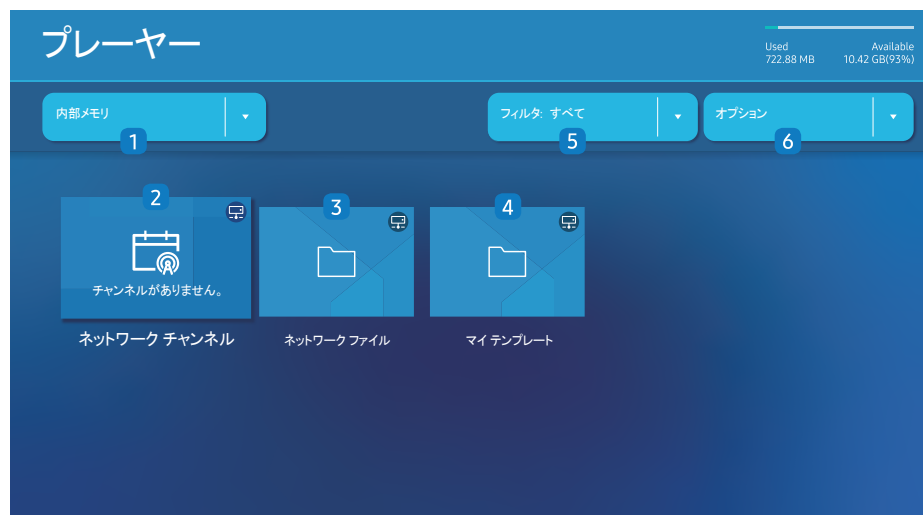 プレーヤー
Used Available
722.88 MB 10.42 GB(93%)
内部メモリ
フィルタ: すべて
オプション
1
5
6
2
3
4
チャンネルがありません。
ネットワーク チャンネル
ネットワーク ファイル
マイ テンプレート